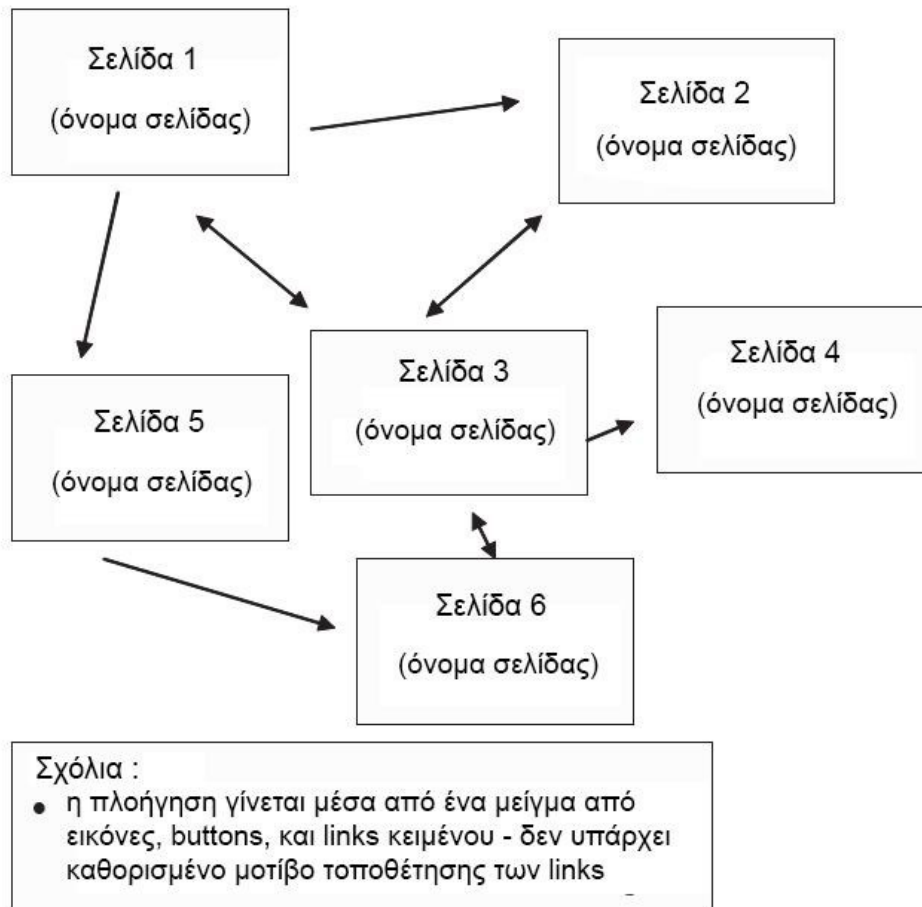 Σελίδα 1
(όνομα σελίδας)
Σελίδα 2
(όνομα σελίδας)
Σελίδα 3
(όνομα σελίδας)
Σελίδα 4
(όνομα σελίδας)
Σελίδα 5
(όνομα σελίδας)
Σελίδα 6
(όνομα σελίδας)
Σχόλια :
• η πλοήγηση γίνεται μέσα από ένα μείγμα από
εικόνες, buttons, και links κειμένου - δεν υπάρχει
καθορισμένο μοτίβο τοποθέτησης των links